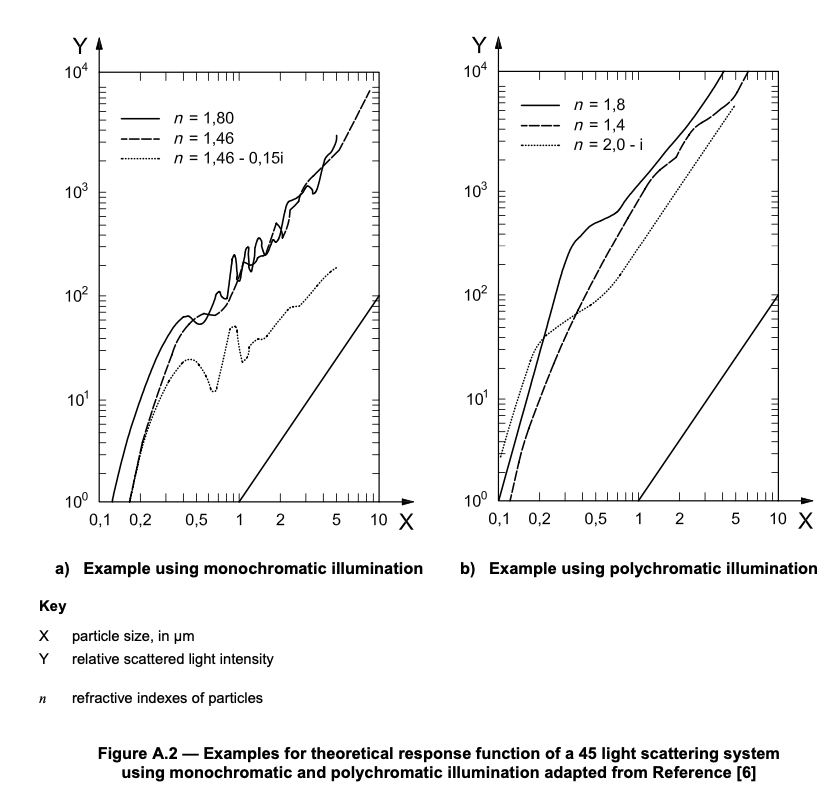 Y
10⁴
10³
10²
10¹
10⁰
n = 1,80
n = 1,46
n = 1,46 - 0,15i
0,1 0,2 0,5 1 2 5 10 X
a) Example using monochromatic illumination
Y
10⁴
10³
10²
10¹
10⁰
n = 1,8
n = 1,4
n = 2,0 - i
0,1 0,2 0,5 1 2 5 10 X
b) Example using polychromatic illumination
Key
X particle size, in µm
Y relative scattered light intensity
n refractive indexes of particles
Figure A.2 — Examples for theoretical response function of a 45 light scattering system
using monochromatic and polychromatic illumination adapted from Reference [6]